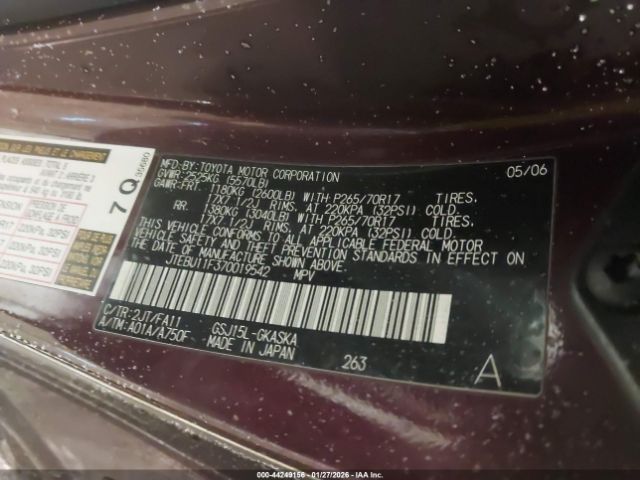 MFD.BY:TOYOTA MOTOR CORPORATION 05/06
GVWR:2525KG (5570LB)
GAWR:FRT. 1180KG (2600LB) WITH P265/70R17 TIRES,
17X7 1/2J RIMS, AT 220KPA (32PSI) COLD.
RR. 1380KG (3040LB) WITH P265/70R17 TIRES,
17X7 1/2J RIMS, AT 220KPA (32PSI) COLD.
THIS VEHICLE CONFORMS TO ALL APPLICABLE FEDERAL MOTOR
VEHICLE SAFETY AND THEFT PREVENTION STANDARDS IN EFFECT ON
THE DATE OF MANUFACTURE SHOWN ABOVE.
JTEBU11F370019542 MPV
C/TR:2JT/FA11 GSJ15L-GKASKA
A/TM:A01A/A750F MADE IN JAPAN 263 A
7 Q
220KPA, 32PSI
00-44249156 - 01/27/2026 - IAA Inc.